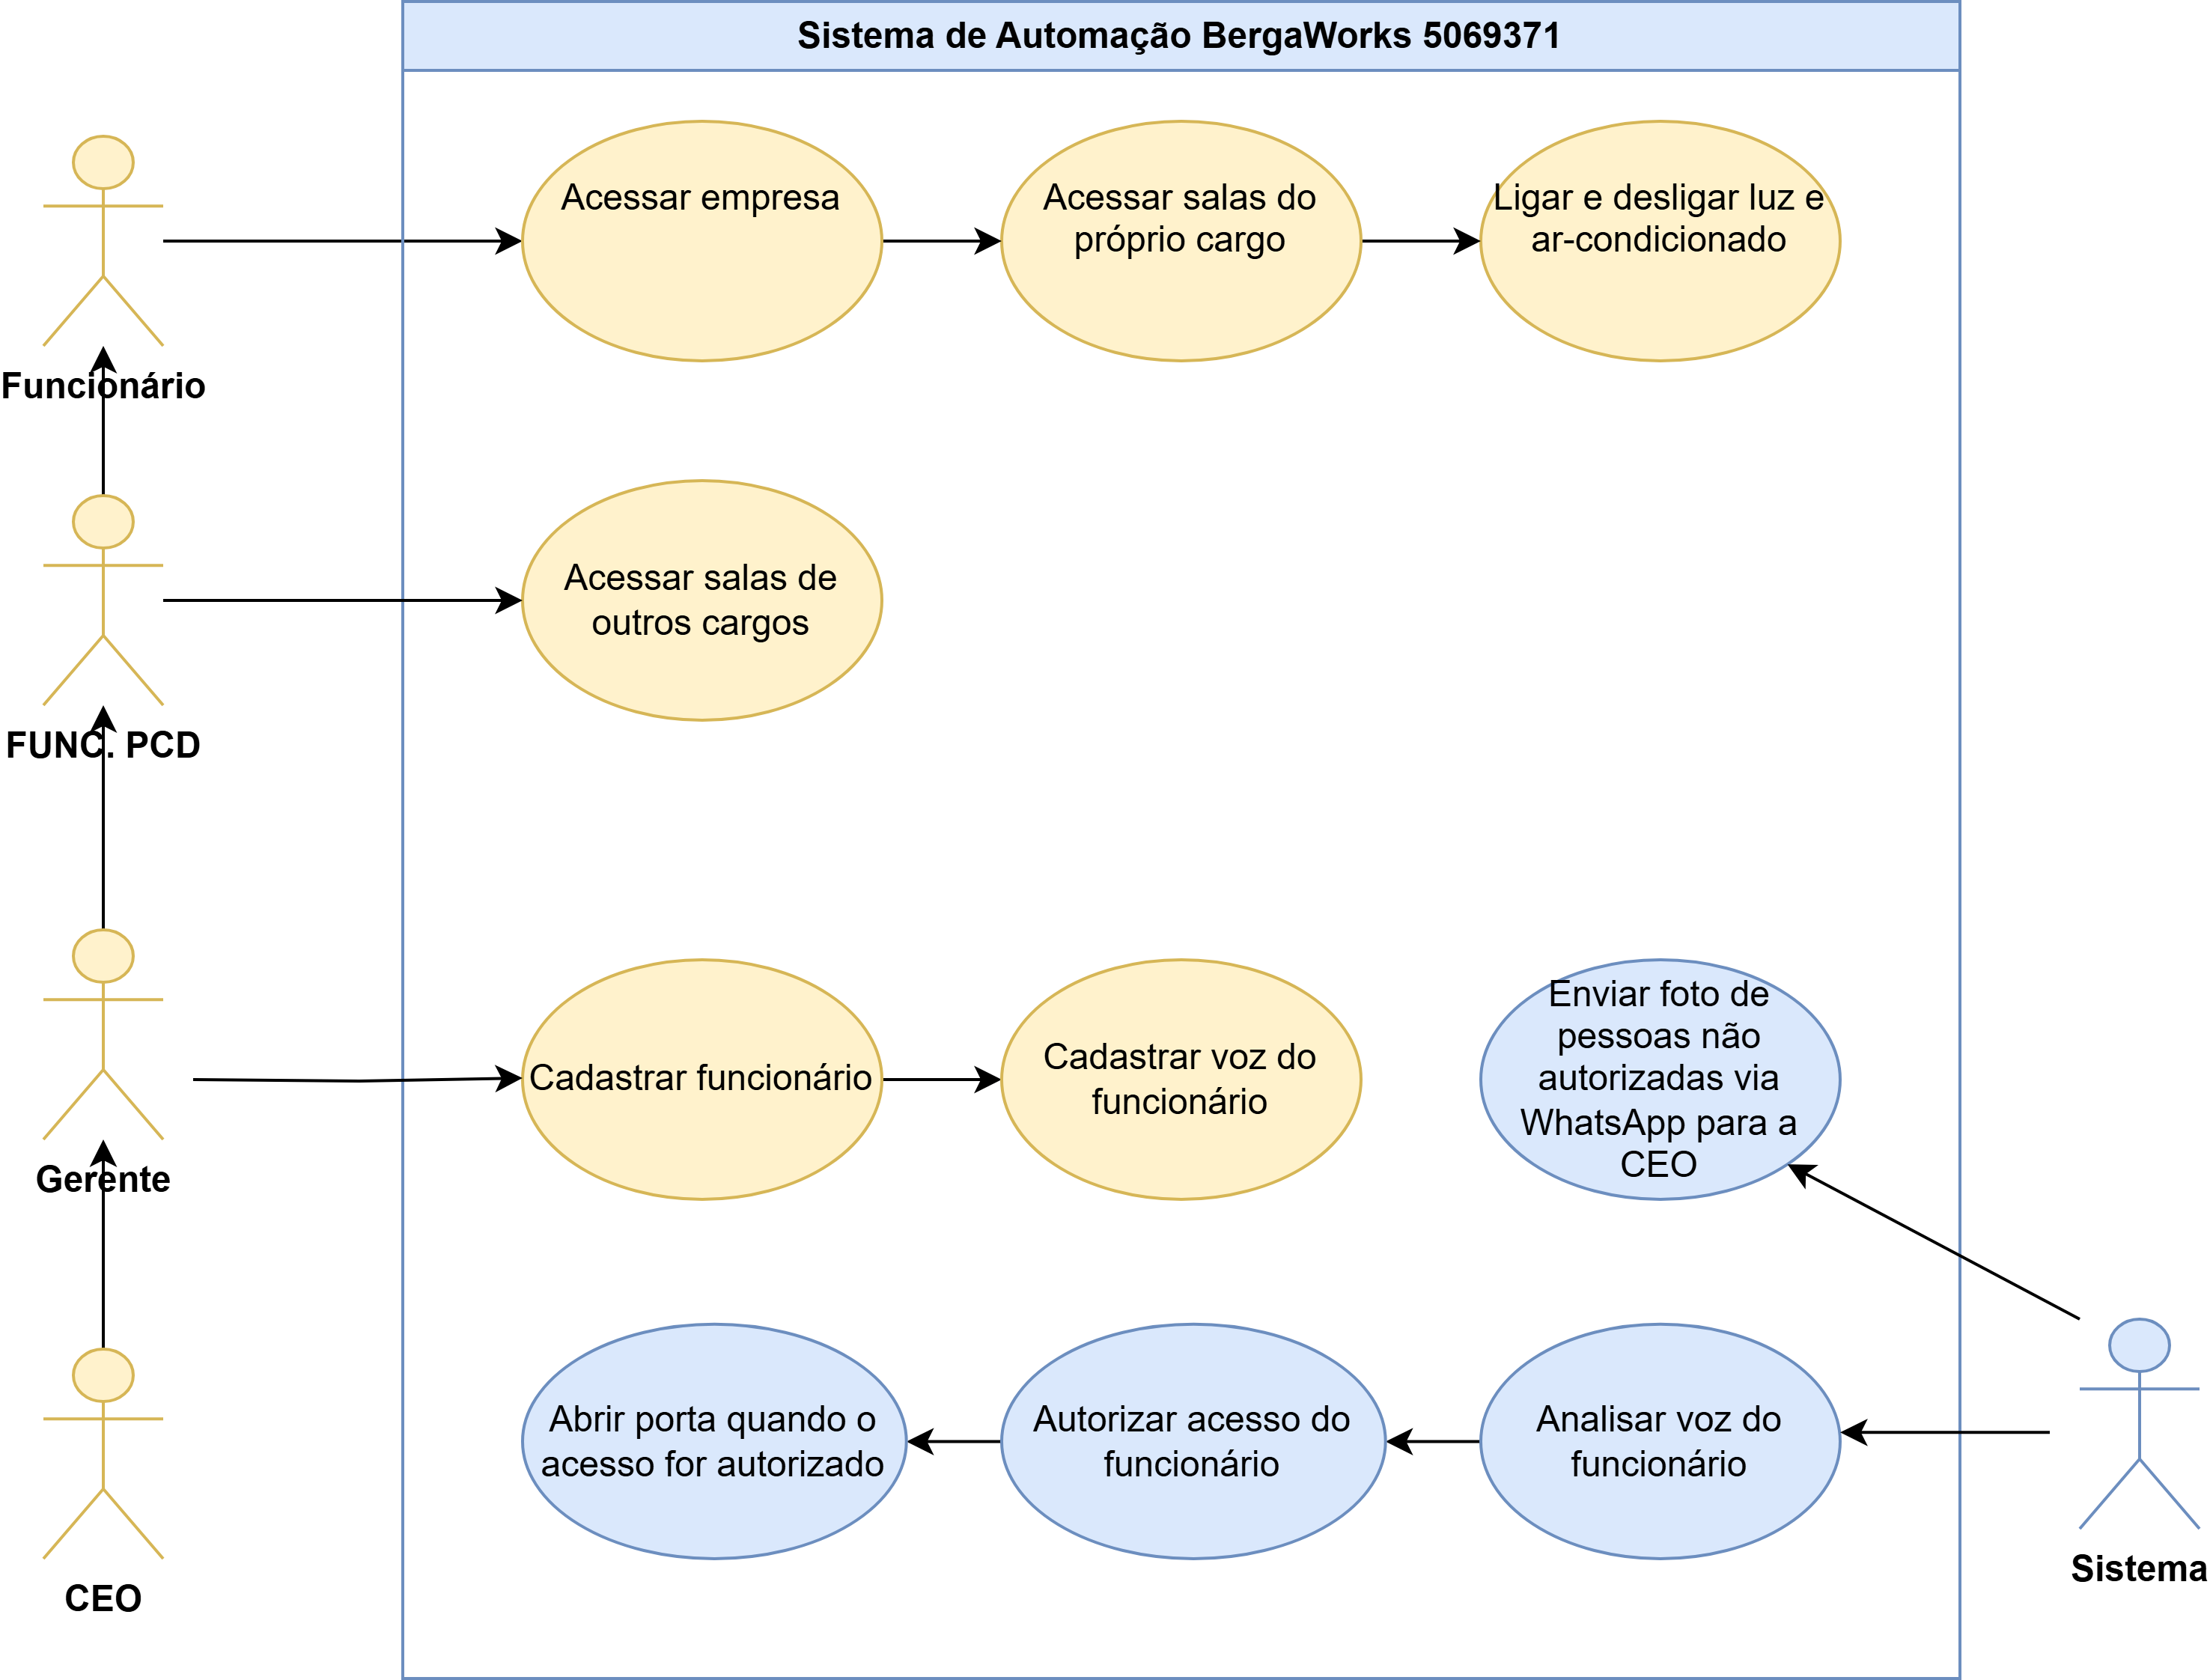 Sistema de Automação BergaWorks 5069371
Acessar empresa
Acessar salas do
próprio cargo
Ligar e desligar luz e
ar-condicionado
Funcionário
Acessar salas de
outros cargos
FUNC. PCD
Cadastrar funcionário
Cadastrar voz do
funcionário
Enviar foto de
pessoas não
autorizadas via
WhatsApp para a
CEO
Gerente
Abrir porta quando o
acesso for autorizado
Autorizar acesso do
funcionário
Analisar voz do
funcionário
CEO
Sistema